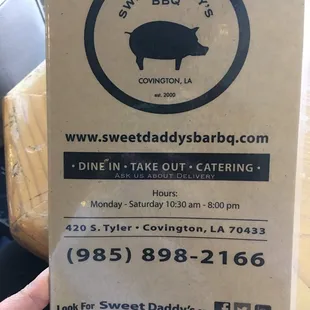 SWEET DADDY'S
BBQ
COVINGTON, LA
est. 2000
www.sweetdaddysbarbq.com
• DINE IN • TAKE OUT • CATERING •
ASK US ABOUT DELIVERY
Hours:
Monday - Saturday 10:30 am - 8:00 pm
420 S. Tyler • Covington, LA 70433
(985) 898-2166
Look For Sweet Daddy's